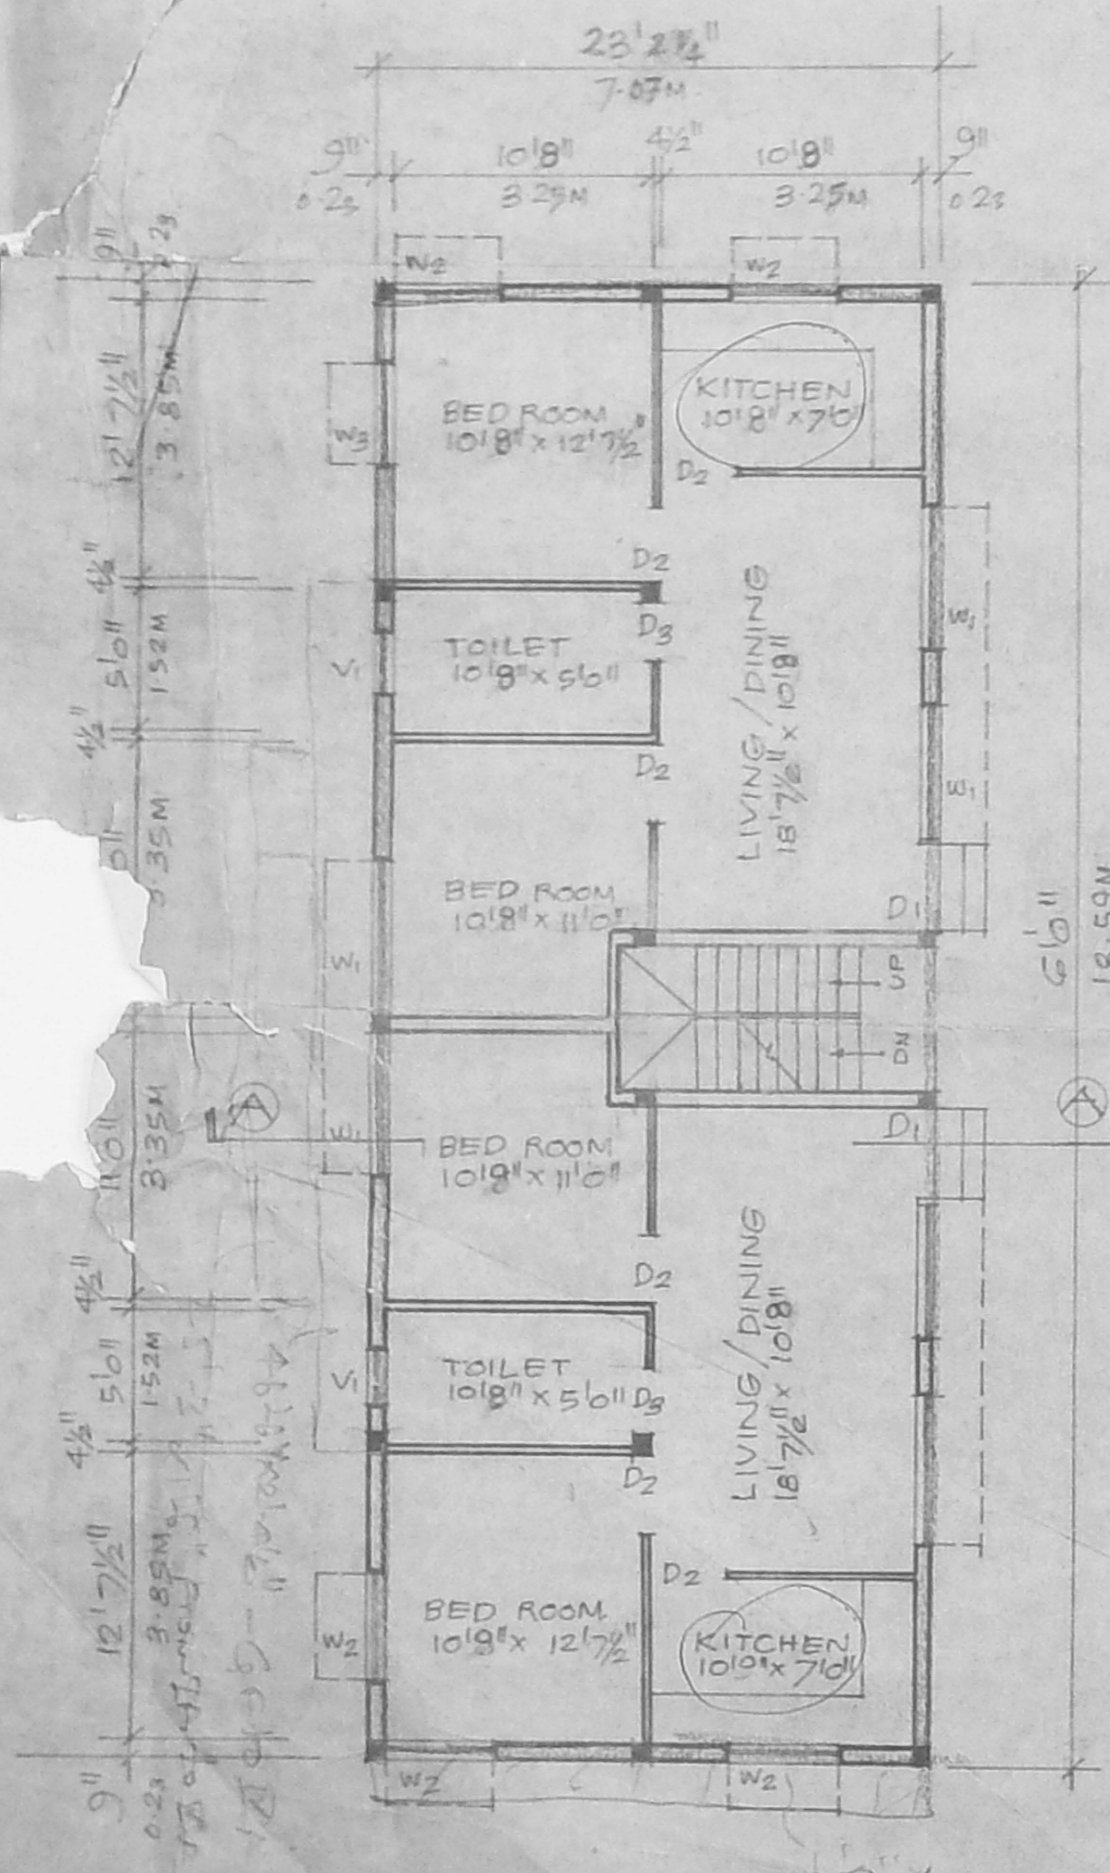 23'2¼"
7.07M
9" 10'8" 4½" 10'8" 9"
0.23 3.25M 3.25M 0.23
W2 W2
9"
0.23
12'7½"
3.85M
W3
BED ROOM
10'8" x 12'7½"
KITCHEN
10'8" x 7'0"
D2
D2
4½"
5'0"
1.52M
V1
TOILET
10'8" x 5'0"
D3
LIVING/DINING
18'7½" x 10'8"
W1
4½"
D2
W1
3.35M
BED ROOM
10'8" x 11'0"
D1
W1
UP
DN
6'0"
18.59M
A
A
11'0"
3.35M
W1
BED ROOM
10'8" x 11'0"
D1
D2
4½"
5'0"
1.52M
V1
TOILET
10'8" x 5'0"
D3
LIVING/DINING
18'7½" x 10'8"
4½"
D2
12'7½"
3.85M
W2
BED ROOM
10'8" x 12'7½"
D2
KITCHEN
10'0" x 7'0"
9"
0.23
W2 W2